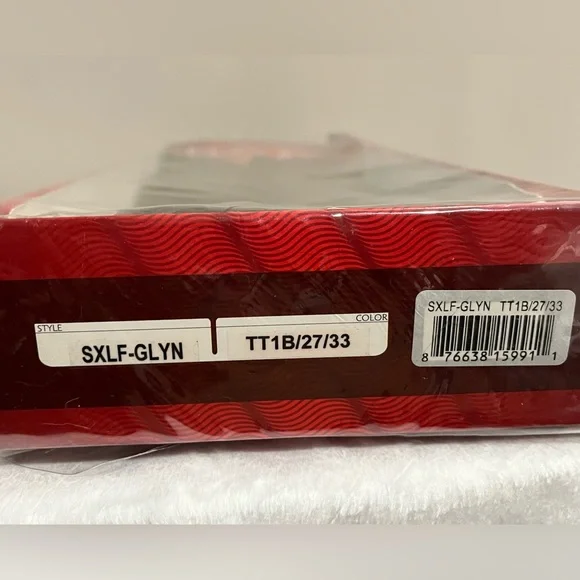 STYLE
COLOR
SXLF-GLYN
TT1B/27/33
SXLF-GLYN TT1B/27/33
8 76638 15991 1